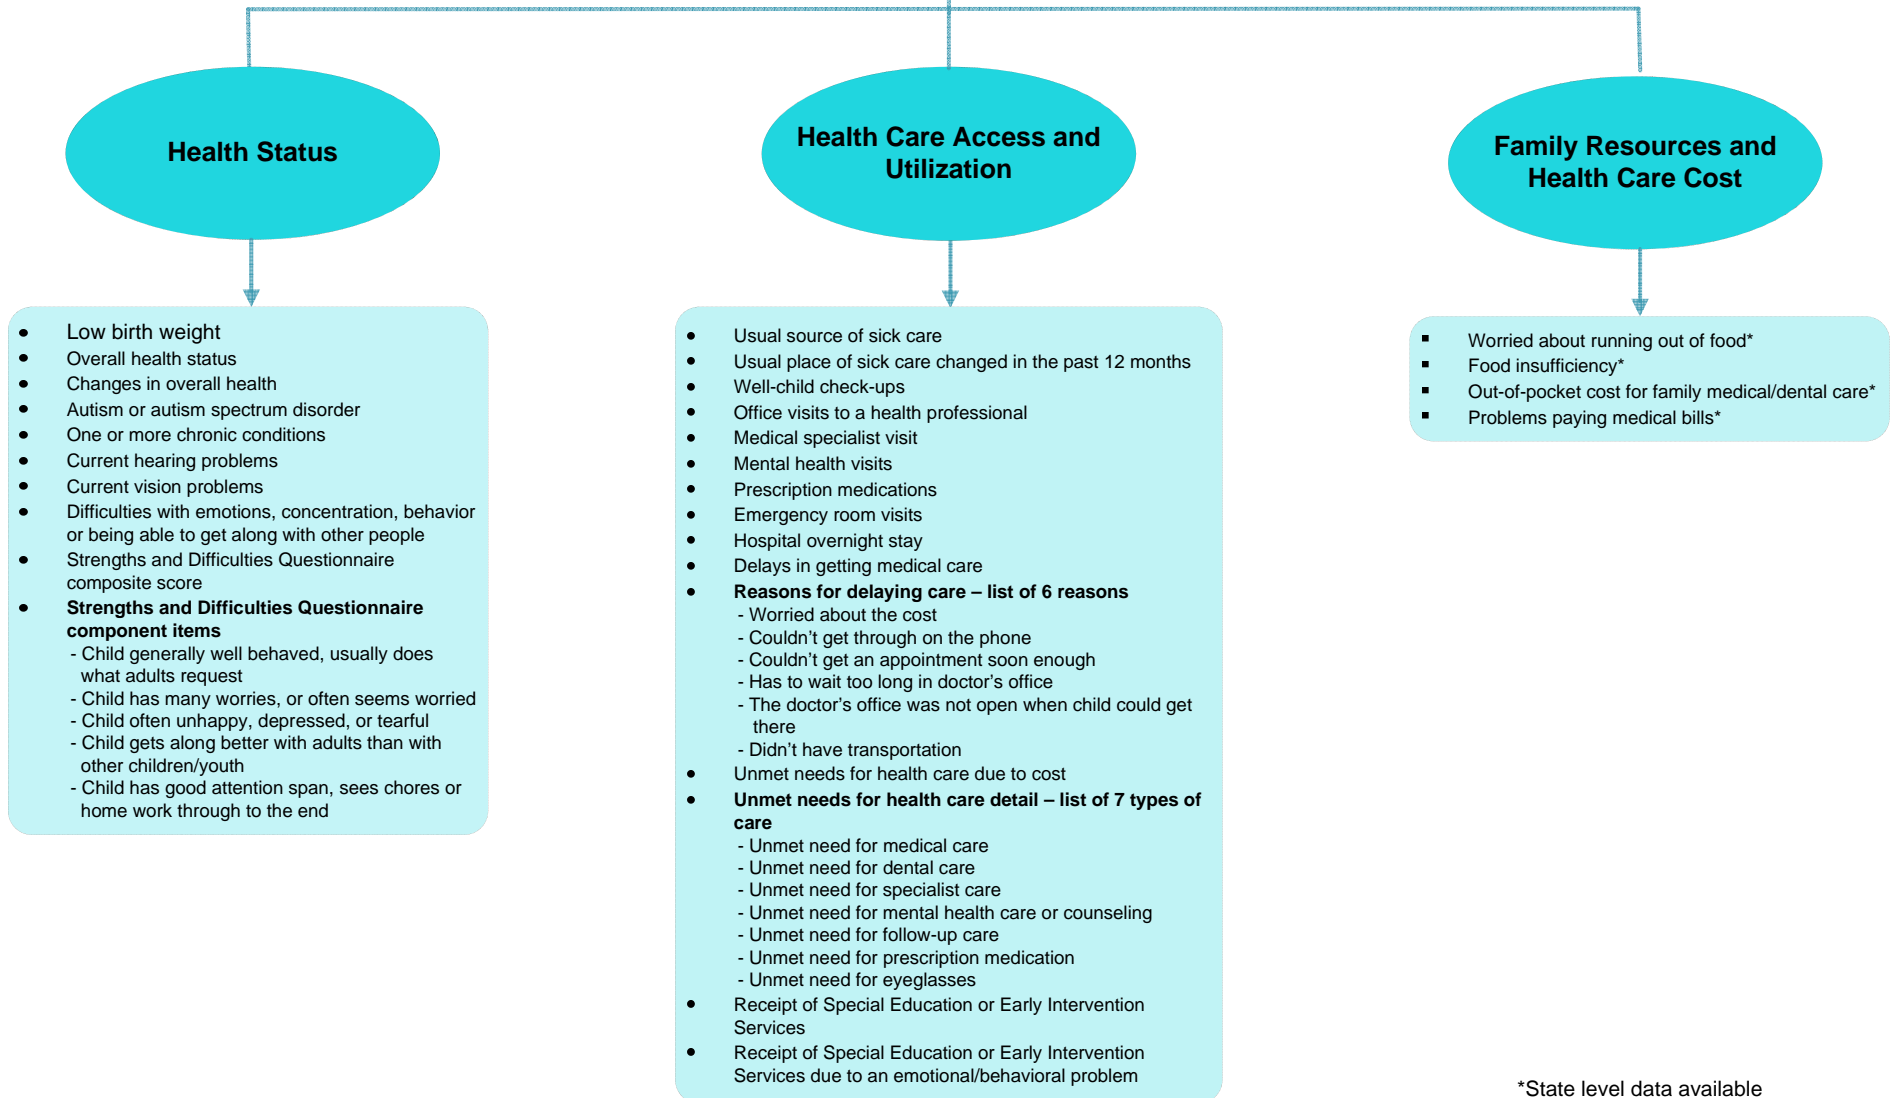 Health Status
• Low birth weight
• Overall health status
• Changes in overall health
• Autism or autism spectrum disorder
• One or more chronic conditions
• Current hearing problems
• Current vision problems
• Difficulties with emotions, concentration, behavior
or being able to get along with other people
• Strengths and Difficulties Questionnaire
composite score
• Strengths and Difficulties Questionnaire
component items
- Child generally well behaved, usually does
what adults request
- Child has many worries, or often seems worried
- Child often unhappy, depressed, or tearful
- Child gets along better with adults than with
other children/youth
- Child has good attention span, sees chores or
home work through to the end
Health Care Access and
Utilization
• Usual source of sick care
• Usual place of sick care changed in the past 12 months
• Well-child check-ups
• Office visits to a health professional
• Medical specialist visit
• Mental health visits
• Prescription medications
• Emergency room visits
• Hospital overnight stay
• Delays in getting medical care
• Reasons for delaying care – list of 6 reasons
- Worried about the cost
- Couldn’t get through on the phone
- Couldn’t get an appointment soon enough
- Has to wait too long in doctor’s office
- The doctor’s office was not open when child could get
there
- Didn’t have transportation
• Unmet needs for health care due to cost
• Unmet needs for health care detail – list of 7 types of
care
- Unmet need for medical care
- Unmet need for dental care
- Unmet need for specialist care
- Unmet need for mental health care or counseling
- Unmet need for follow-up care
- Unmet need for prescription medication
- Unmet need for eyeglasses
• Receipt of Special Education or Early Intervention
Services
• Receipt of Special Education or Early Intervention
Services due to an emotional/behavioral problem
Family Resources and
Health Care Cost
▪ Worried about running out of food*
▪ Food insufficiency*
▪ Out-of-pocket cost for family medical/dental care*
▪ Problems paying medical bills*
*State level data available